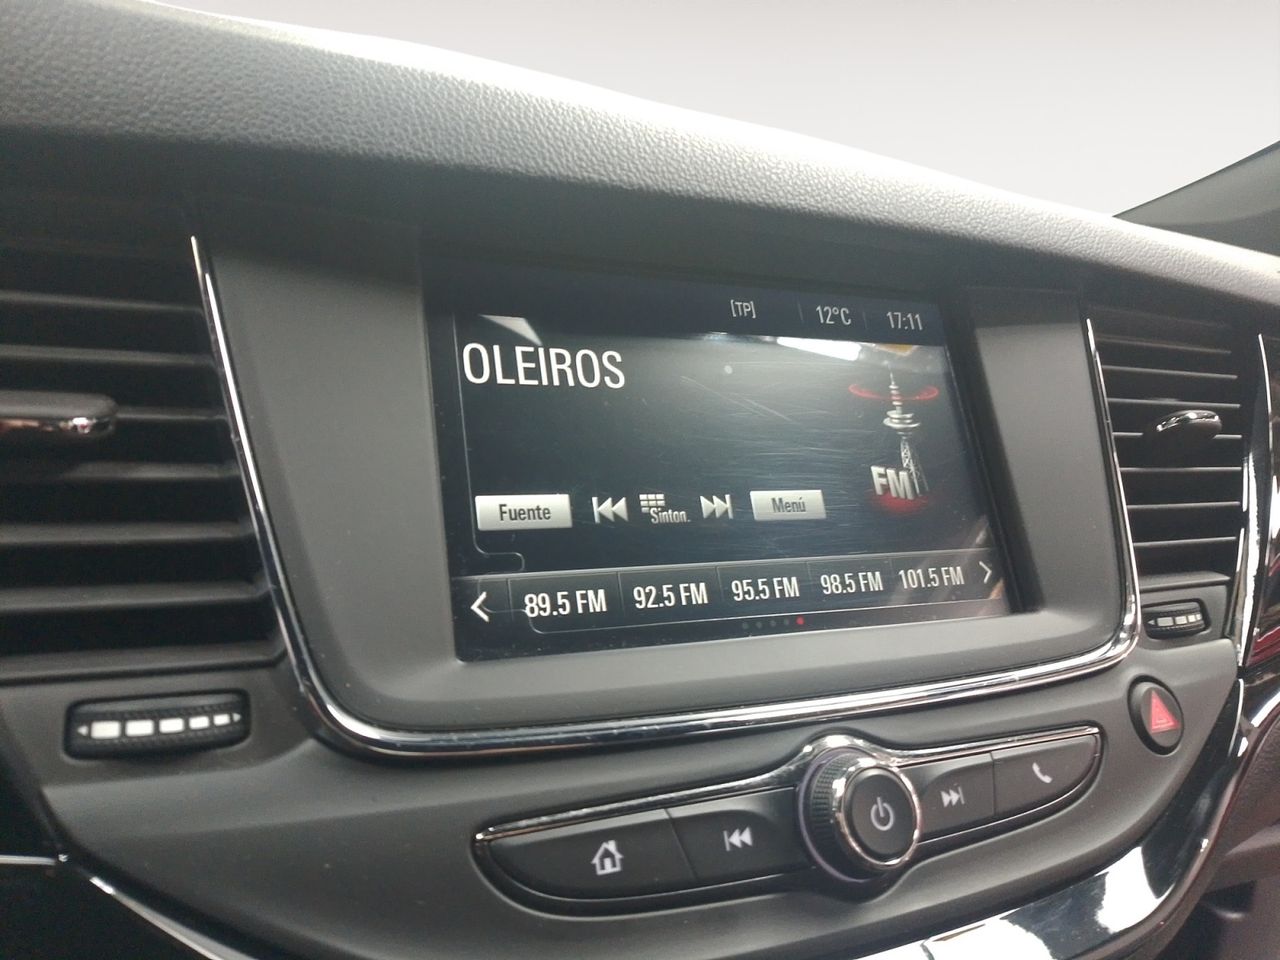 [TP] 12°C 17:11
OLEIROS
FM
Fuente Sinton. Menú
89.5 FM 92.5 FM 95.5 FM 98.5 FM 101.5 FM